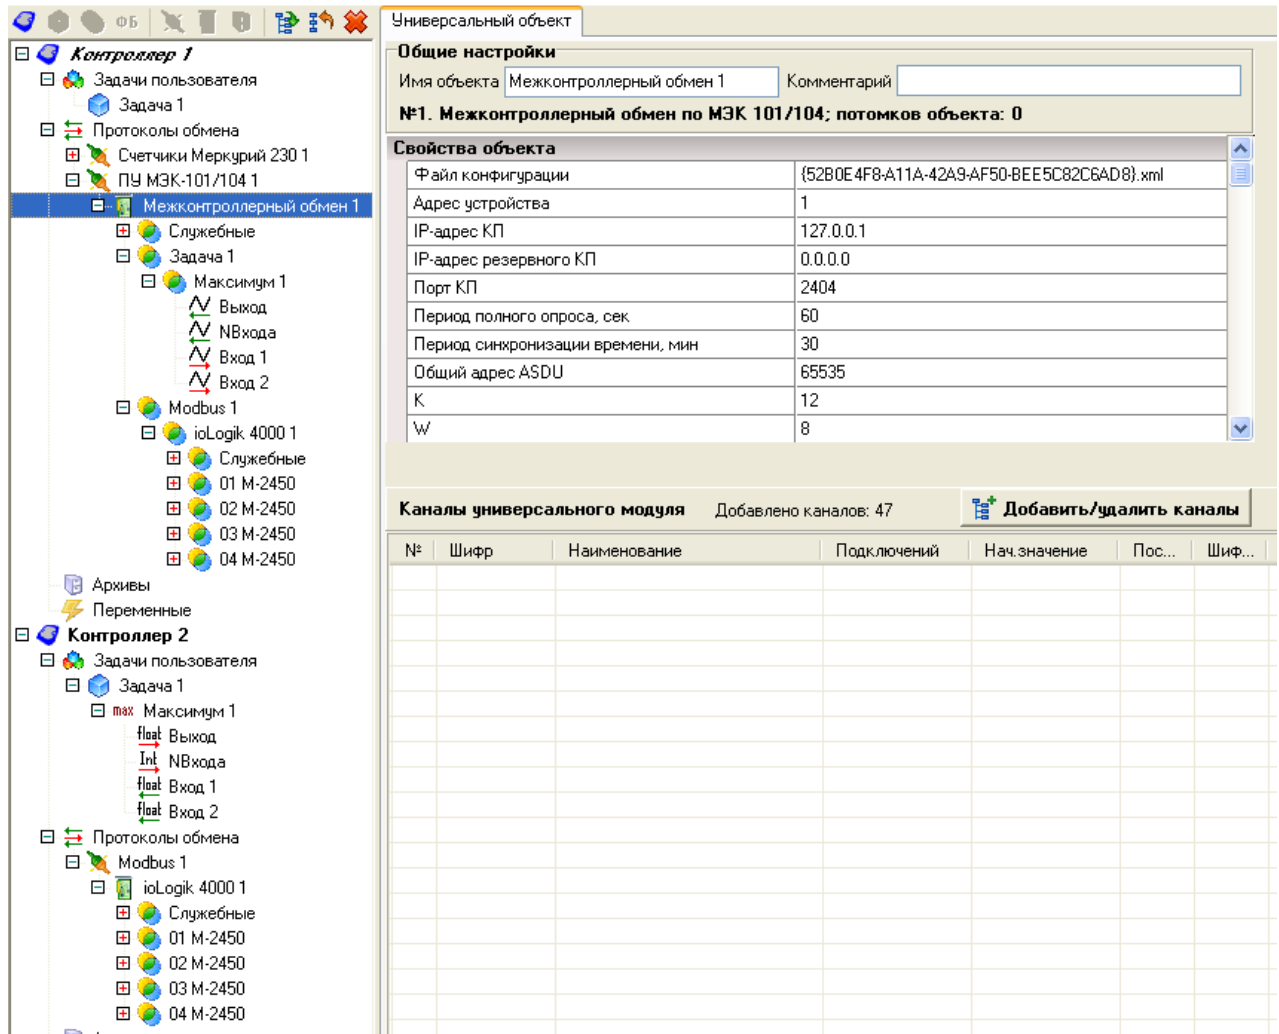 ФБ
Контроллер 1
Задачи пользователя
Задача 1
Протоколы обмена
Счетчики Меркурий 230 1
ПУ МЭК-101/104 1
Межконтроллерный обмен 1
Служебные
Задача 1
Максимум 1
Выход
NВхода
Вход 1
Вход 2
Modbus 1
ioLogik 4000 1
Служебные
01 M-2450
02 M-2450
03 M-2450
04 M-2450
Архивы
Переменные
Контроллер 2
Задачи пользователя
Задача 1
max Максимум 1
float Выход
Int NВхода
float Вход 1
float Вход 2
Протоколы обмена
Modbus 1
ioLogik 4000 1
Служебные
01 M-2450
02 M-2450
03 M-2450
04 M-2450
Универсальный объект
Общие настройки
Имя объекта Межконтроллерный обмен 1 Комментарий
№1. Межконтроллерный обмен по МЭК 101/104; потомков объекта: 0
Свойства объекта
Файл конфигурации {52B0E4F8-A11A-42A9-AF50-BEE5C82C6AD8}.xml
Адрес устройства 1
IP-адрес КП 127.0.0.1
IP-адрес резервного КП 0.0.0.0
Порт КП 2404
Период полного опроса, сек 60
Период синхронизации времени, мин 30
Общий адрес ASDU 65535
K 12
W 8
Каналы универсального модуля Добавлено каналов: 47 Добавить/удалить каналы
№ Шифр Наименование Подключений Нач.значение Пос... Шиф...